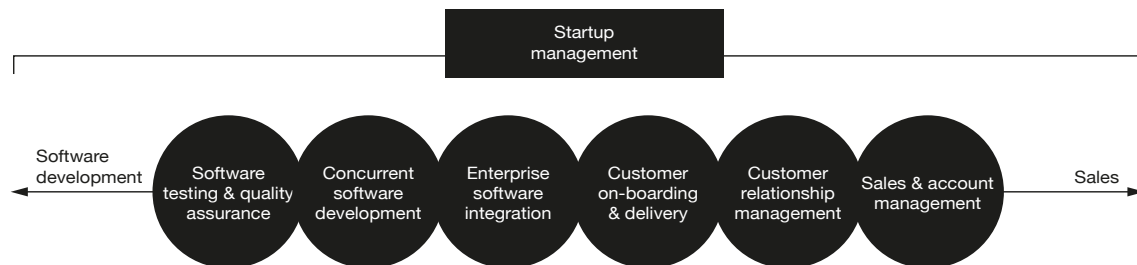 Startup
management
Software
development
Software
testing & quality
assurance
Concurrent
software
development
Enterprise
software
integration
Customer
on-boarding
& delivery
Customer
relationship
management
Sales & account
management
Sales